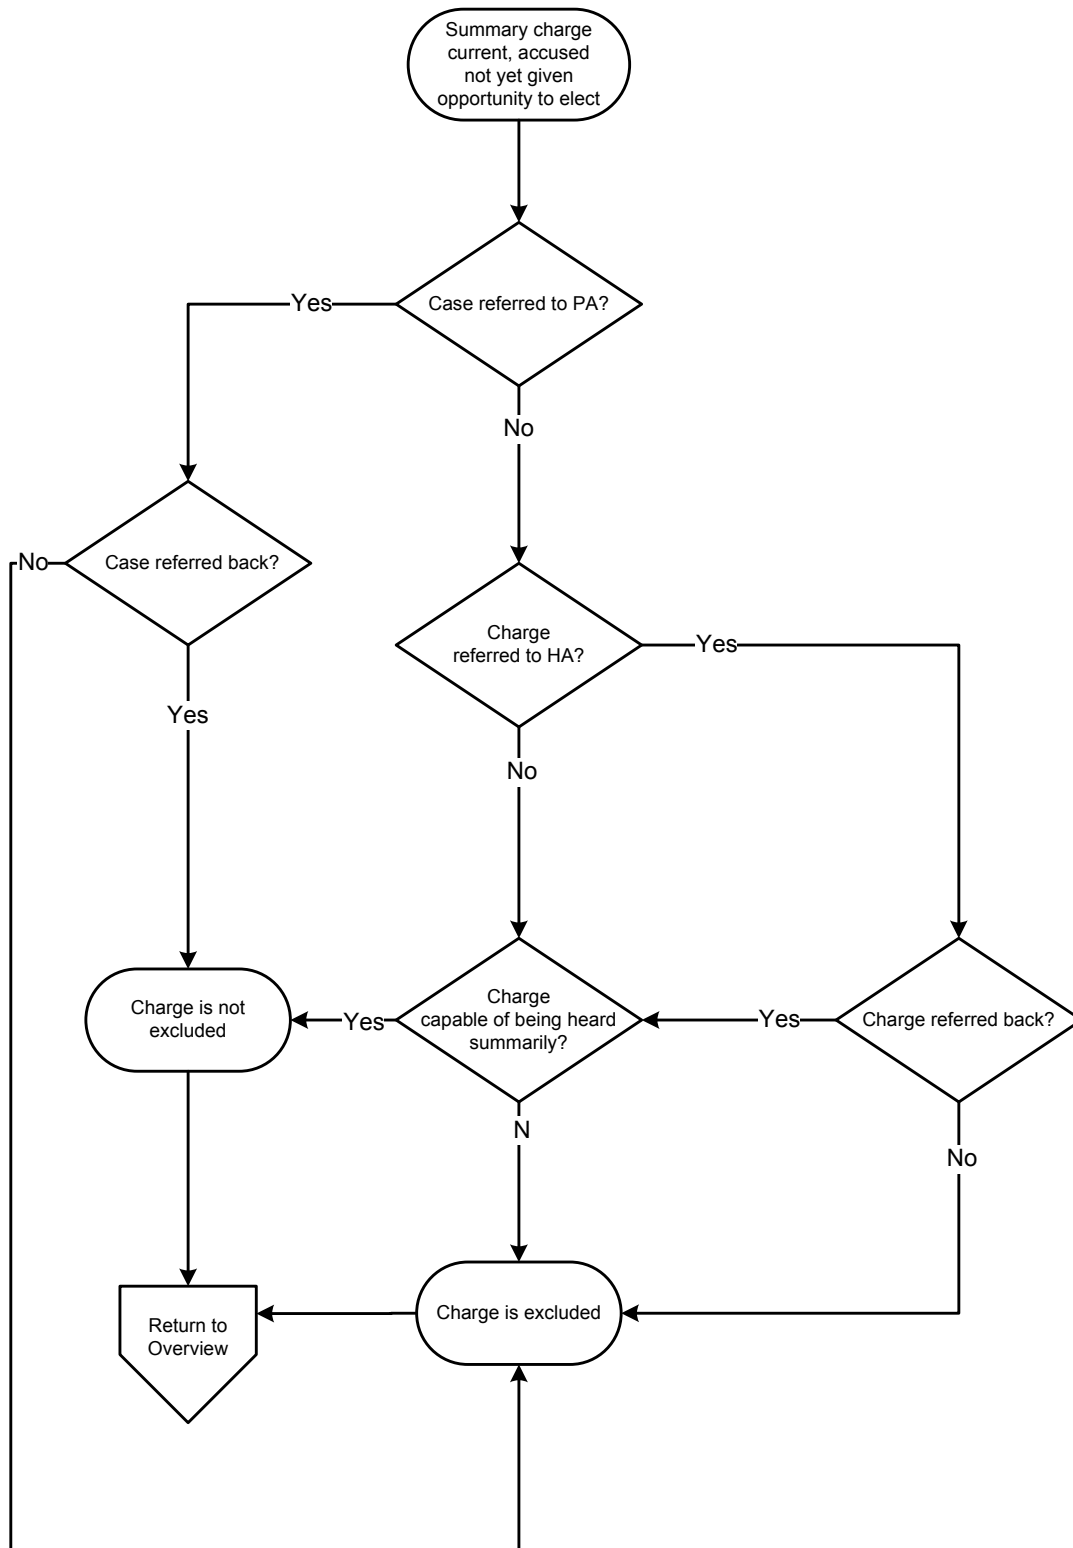 Summary charge
current, accused
not yet given
opportunity to elect
Case referred to PA?
Yes
No
Case referred back?
No
Yes
Charge
referred to HA?
Yes
No
Charge is not
excluded
Yes
Charge
capable of being heard
summarily?
Yes
Charge referred back?
N
No
Charge is excluded
Return to
Overview